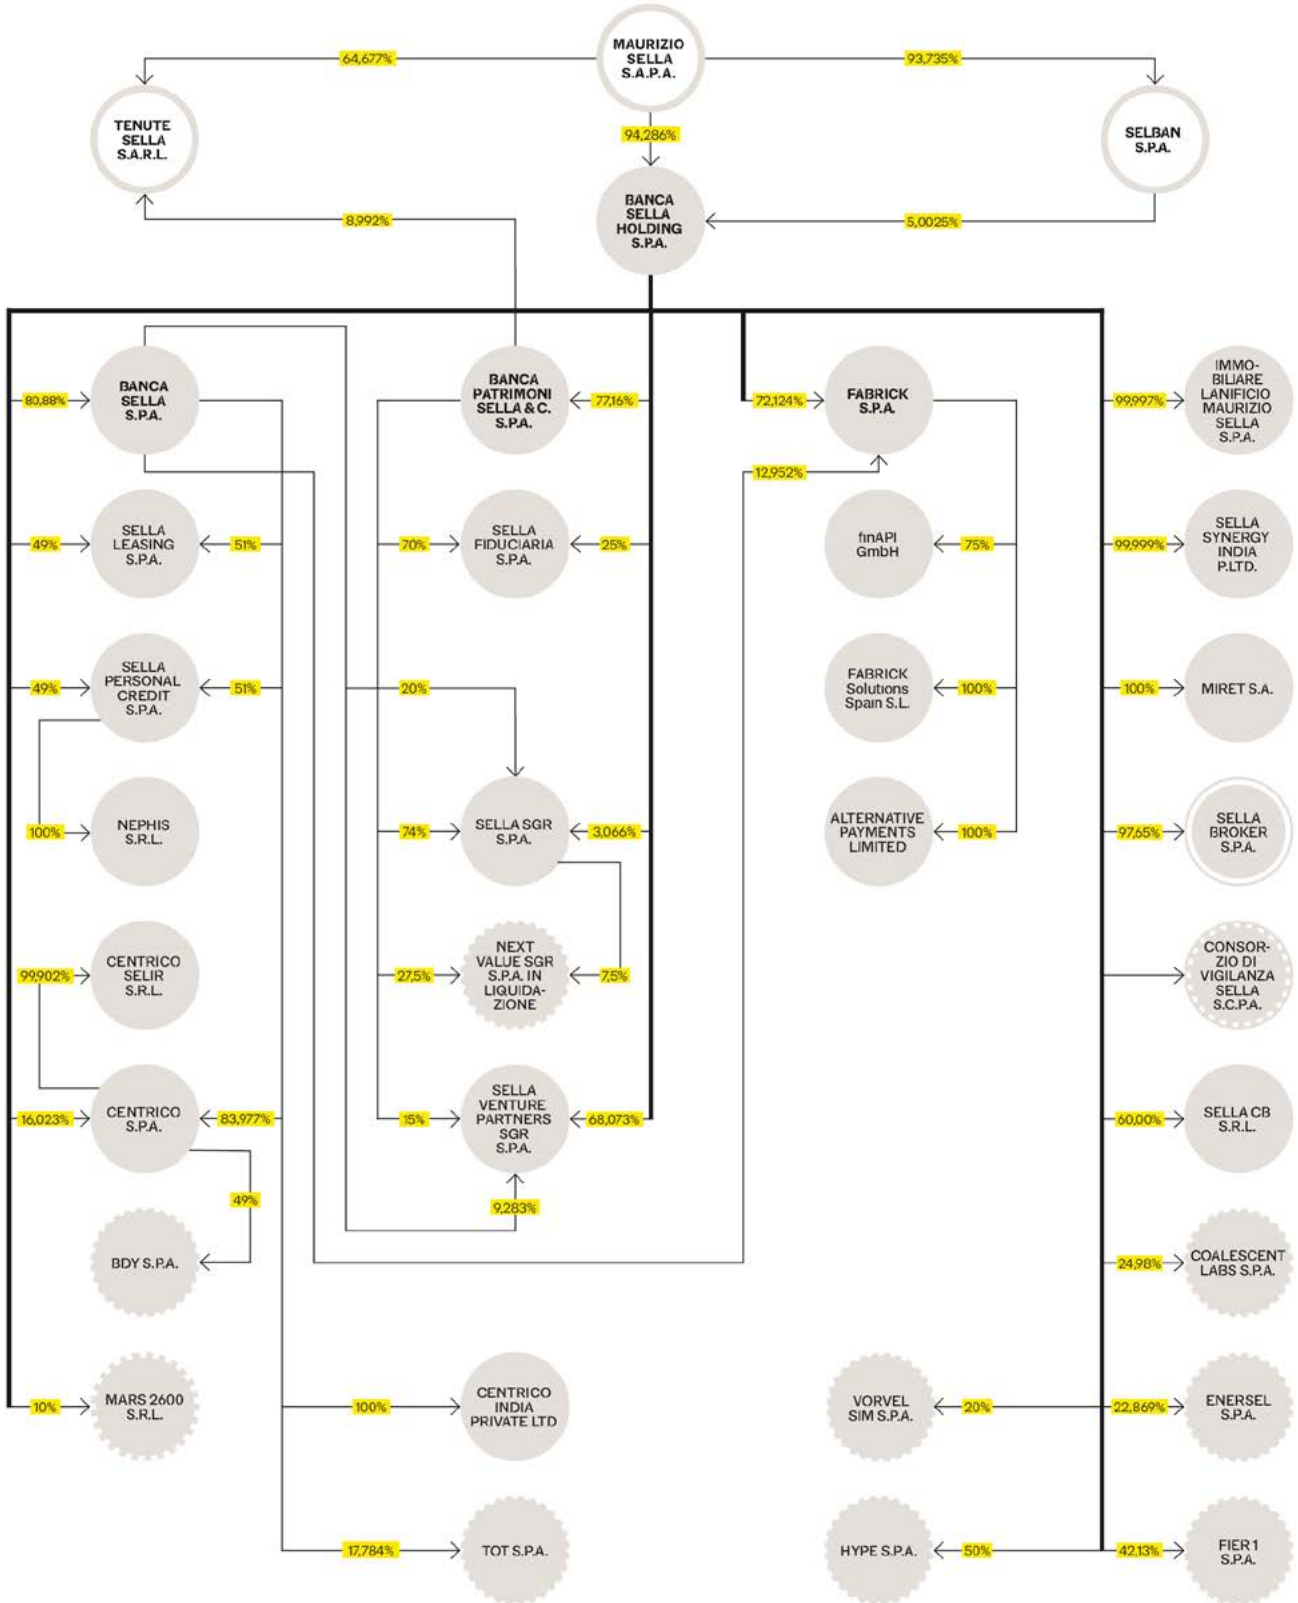 MAURIZIO
SELLA
S.A.P.A.
64,677%
93,735%
TENUTE
SELLA
S.A.R.L.
94,286%
SELBAN
S.P.A.
BANCA
SELLA
HOLDING
S.P.A.
8,992%
5,0025%
80,88%
BANCA
SELLA
S.P.A.
BANCA
PATRIMONI
SELLA & C.
S.P.A.
77,16%
72,124%
FABRICK
S.P.A.
99,997%
IMMO-
BILIARE
LANIFICIO
MAURIZIO
SELLA
S.P.A.
12,952%
49%
SELLA
LEASING
S.P.A.
51%
70%
SELLA
FIDUCIARIA
S.P.A.
25%
finAPI
GmbH
75%
99,999%
SELLA
SYNERGY
INDIA
P.LTD.
49%
SELLA
PERSONAL
CREDIT
S.P.A.
51%
20%
FABRICK
Solutions
Spain S.L.
100%
100%
MIRET S.A.
100%
NEPHIS
S.R.L.
74%
SELLA SGR
S.P.A.
3,066%
ALTERNATIVE
PAYMENTS
LIMITED
100%
97,65%
SELLA
BROKER
S.P.A.
99,902%
CENTRICO
SELIR
S.R.L.
27,5%
NEXT
VALUE SGR
S.P.A. IN
LIQUIDA-
ZIONE
7,5%
CONSOR-
ZIO DI
VIGILANZA
SELLA
S.C.P.A.
16,023%
CENTRICO
S.P.A.
83,977%
15%
SELLA
VENTURE
PARTNERS
SGR
S.P.A.
68,073%
60,00%
SELLA CB
S.R.L.
49%
9,283%
BDY S.P.A.
24,98%
COALESCENT
LABS S.P.A.
10%
MARS 2600
S.R.L.
100%
CENTRICO
INDIA
PRIVATE LTD
VORVEL
SIM S.P.A.
20%
22,869%
ENERSEL
S.P.A.
17,784%
TOT S.P.A.
HYPE S.P.A.
50%
42,13%
FIER 1
S.P.A.